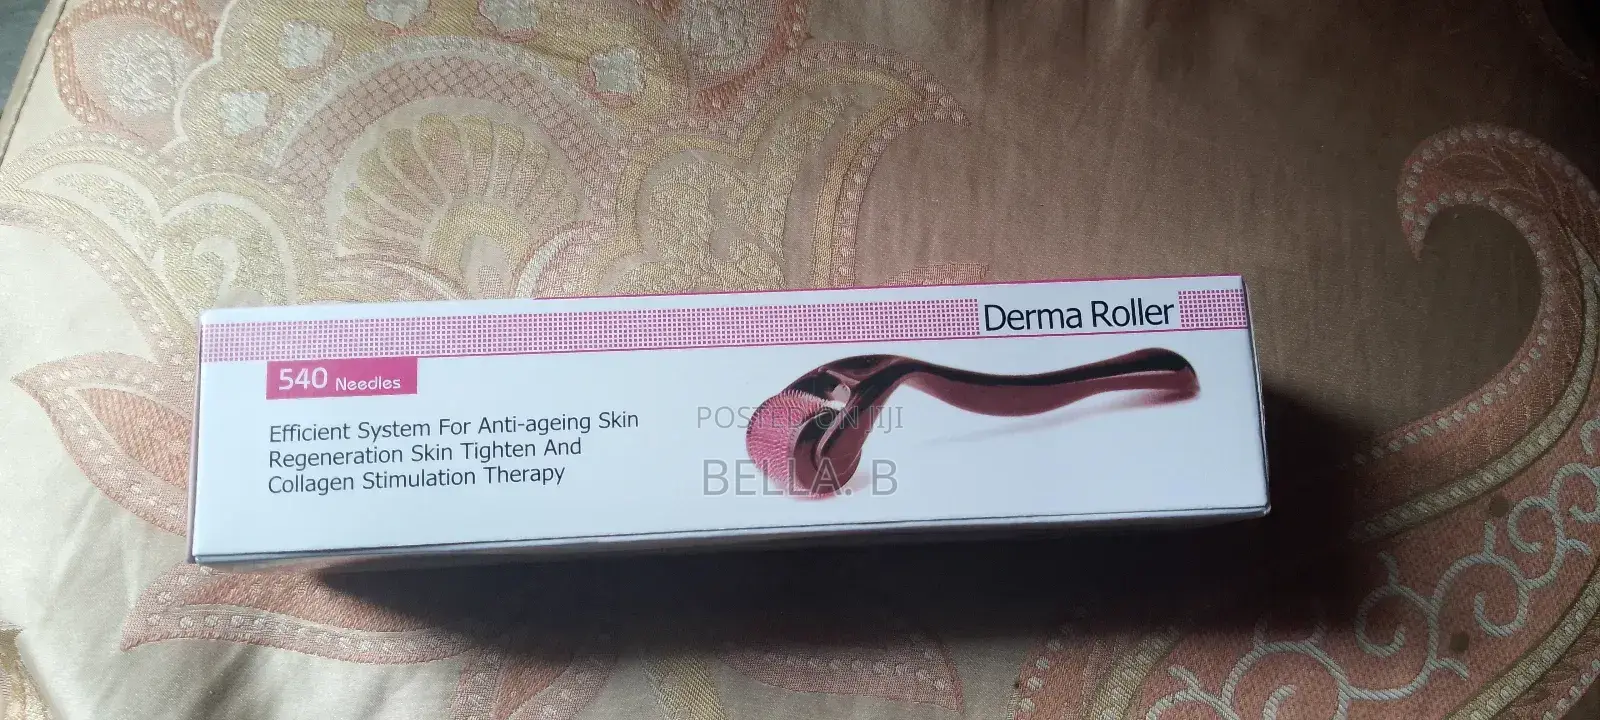 Derma Roller
540 Needles
Efficient System For Anti-ageing Skin
Regeneration Skin Tighten And
Collagen Stimulation Therapy
POSTED ON JIJI
BELLA. B